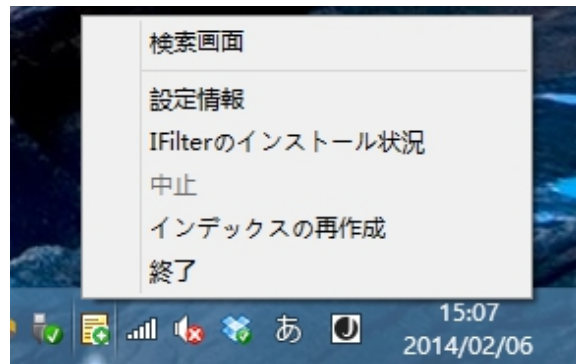 検索画面
設定情報
IFilterのインストール状況
中止
インデックスの再作成
終了
あ
15:07
2014/02/06